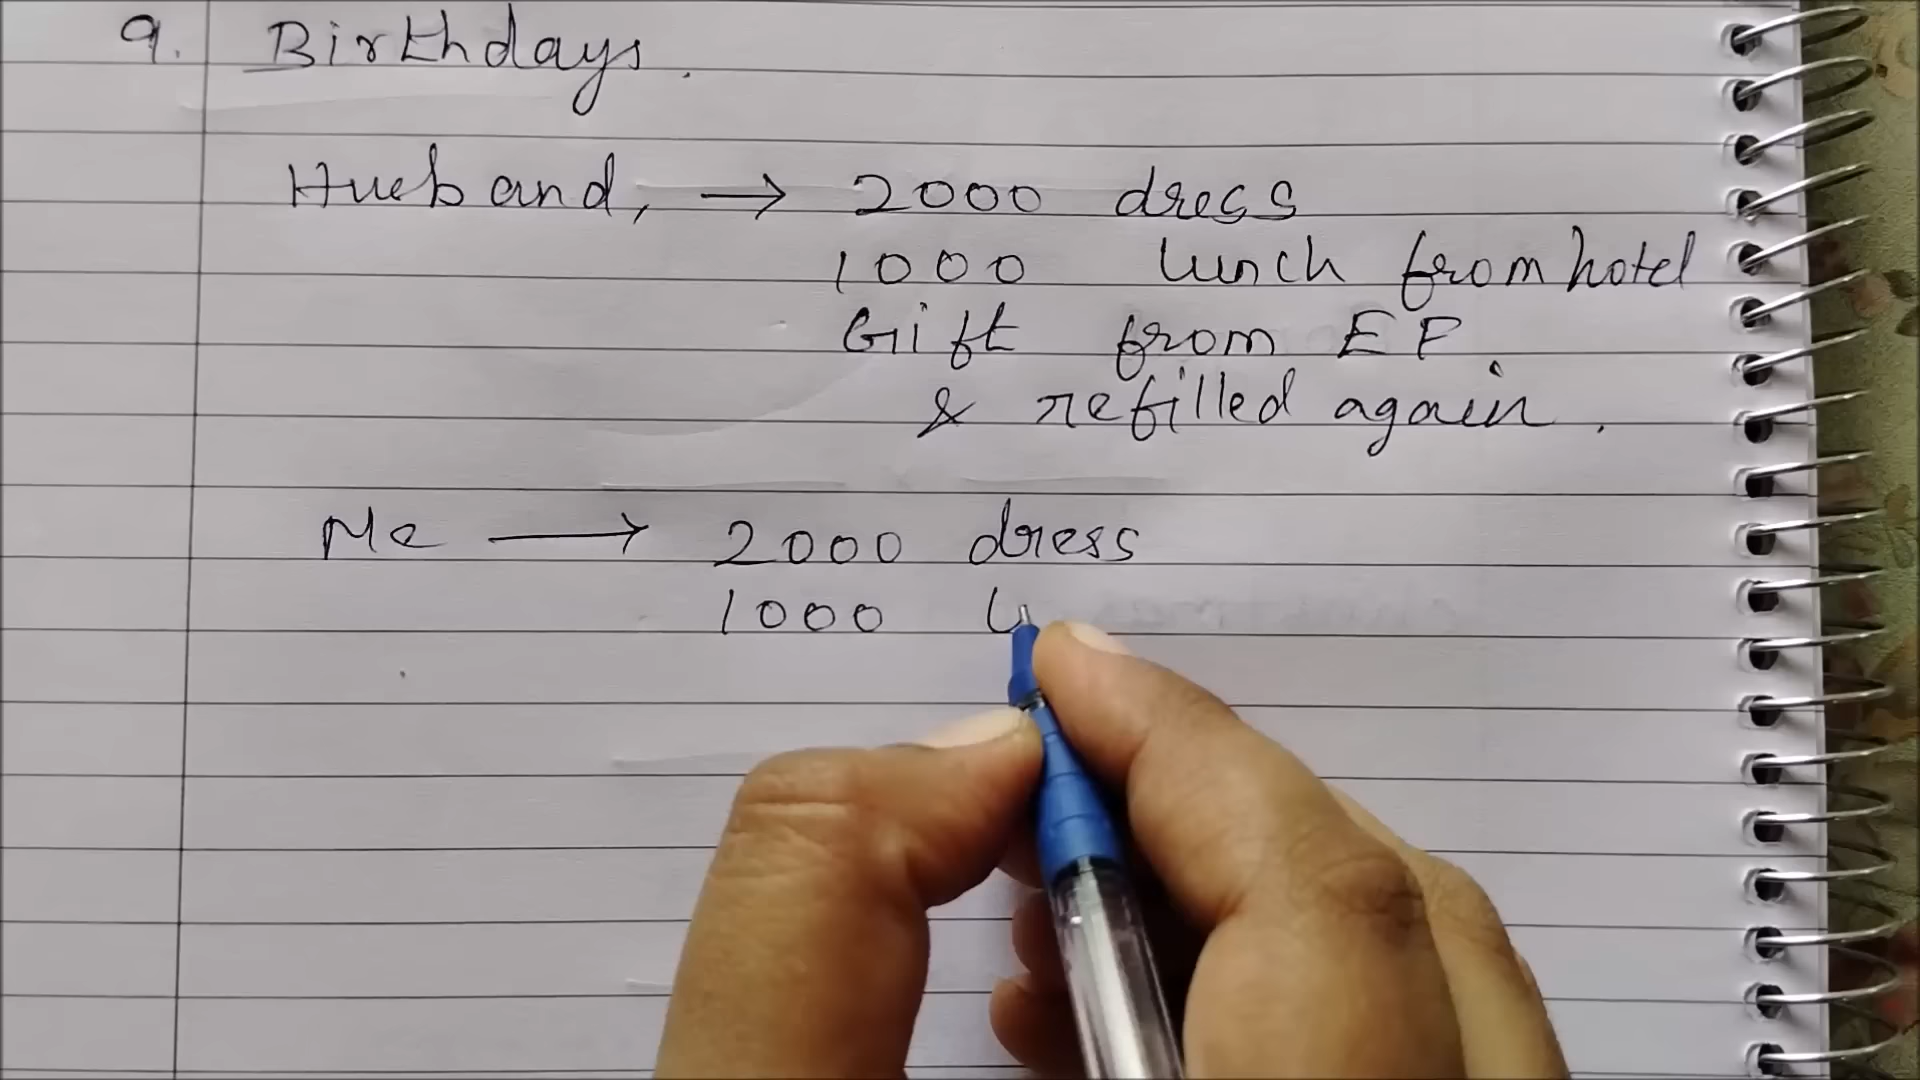 9. Birthdays.
Husband, → 2000 dress
1000 lunch from hotel
Gift from EF
& refilled again.
Me → 2000 dress
1000